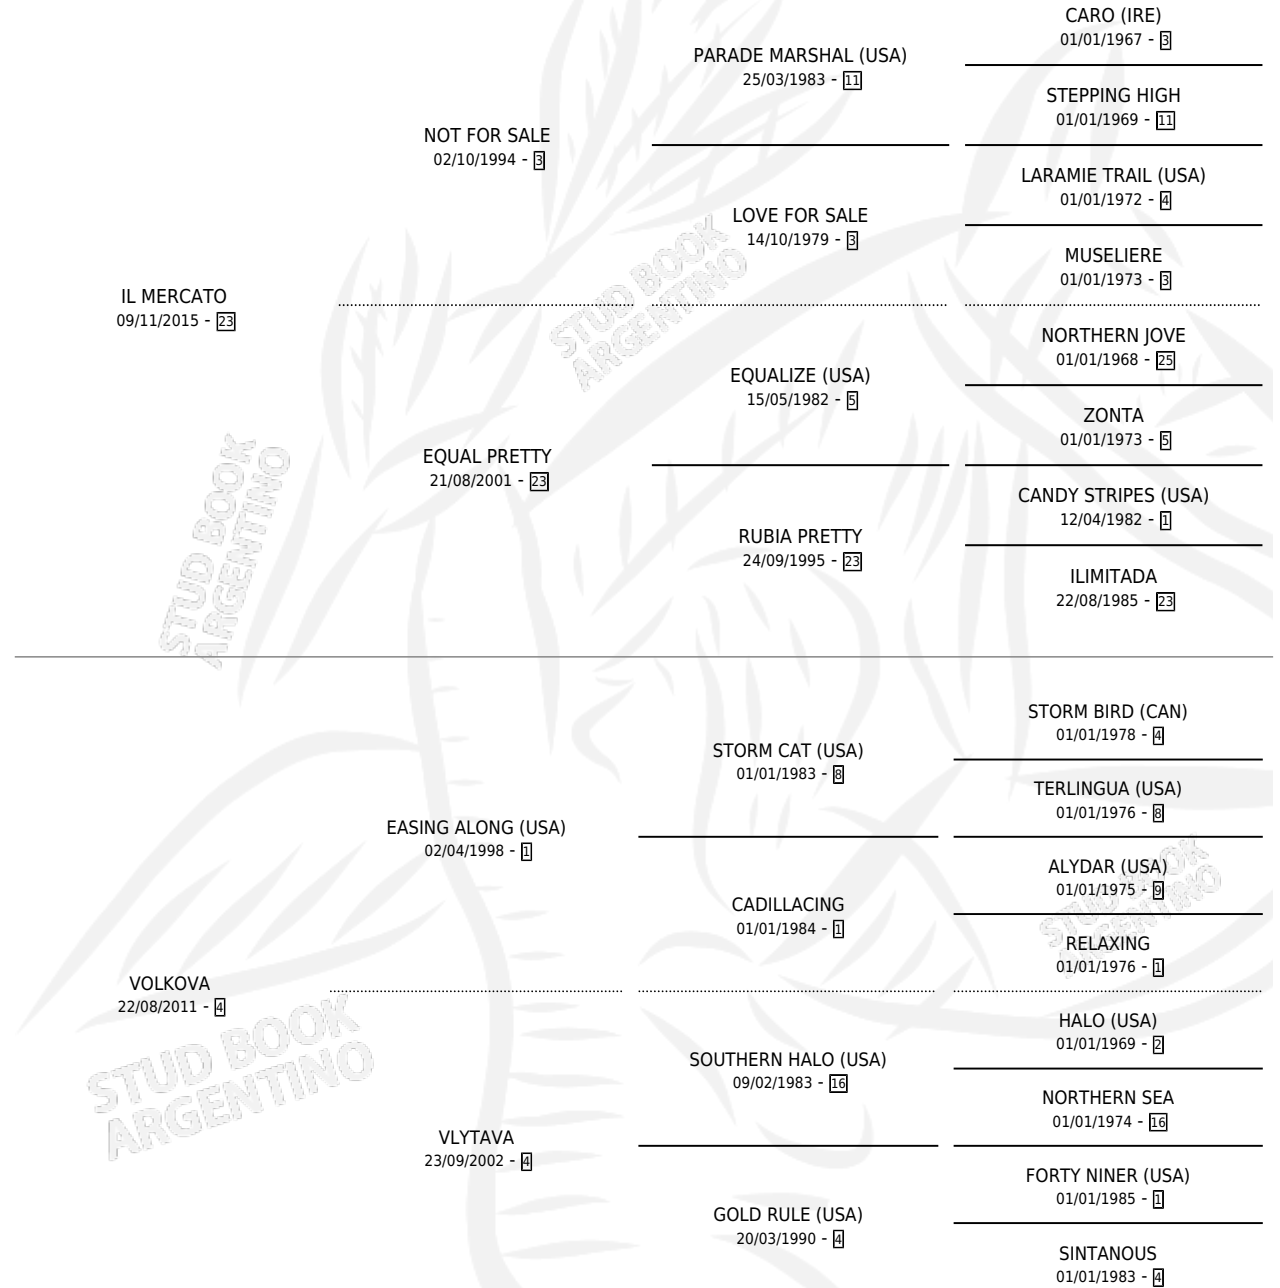 CARO (IRE)
01/01/1967 - 3
PARADE MARSHAL (USA)
25/03/1983 - 11
STEPPING HIGH
01/01/1969 - 11
NOT FOR SALE
02/10/1994 - 3
LARAMIE TRAIL (USA)
01/01/1972 - 4
LOVE FOR SALE
14/10/1979 - 3
MUSELIERE
01/01/1973 - 3
IL MERCATO
09/11/2015 - 23
NORTHERN JOVE
01/01/1968 - 25
EQUALIZE (USA)
15/05/1982 - 5
ZONTA
01/01/1973 - 5
EQUAL PRETTY
21/08/2001 - 23
CANDY STRIPES (USA)
12/04/1982 - 1
RUBIA PRETTY
24/09/1995 - 23
ILIMITADA
22/08/1985 - 23
STUD BOOK
ARGENTINO
STUD BOOK
ARGENTINO
STORM BIRD (CAN)
01/01/1978 - 4
STORM CAT (USA)
01/01/1983 - 8
TERLINGUA (USA)
01/01/1976 - 8
EASING ALONG (USA)
02/04/1998 - 1
ALYDAR (USA)
01/01/1975 - 9
CADILLACING
01/01/1984 - 1
RELAXING
01/01/1976 - 1
VOLKOVA
22/08/2011 - 4
HALO (USA)
01/01/1969 - 2
SOUTHERN HALO (USA)
09/02/1983 - 16
NORTHERN SEA
01/01/1974 - 16
VLYTAVA
23/09/2002 - 4
FORTY NINER (USA)
01/01/1985 - 1
GOLD RULE (USA)
20/03/1990 - 4
SINTANOUS
01/01/1983 - 4
STUD BOOK
ARGENTINO
STUD BOOK
ARGENTINO